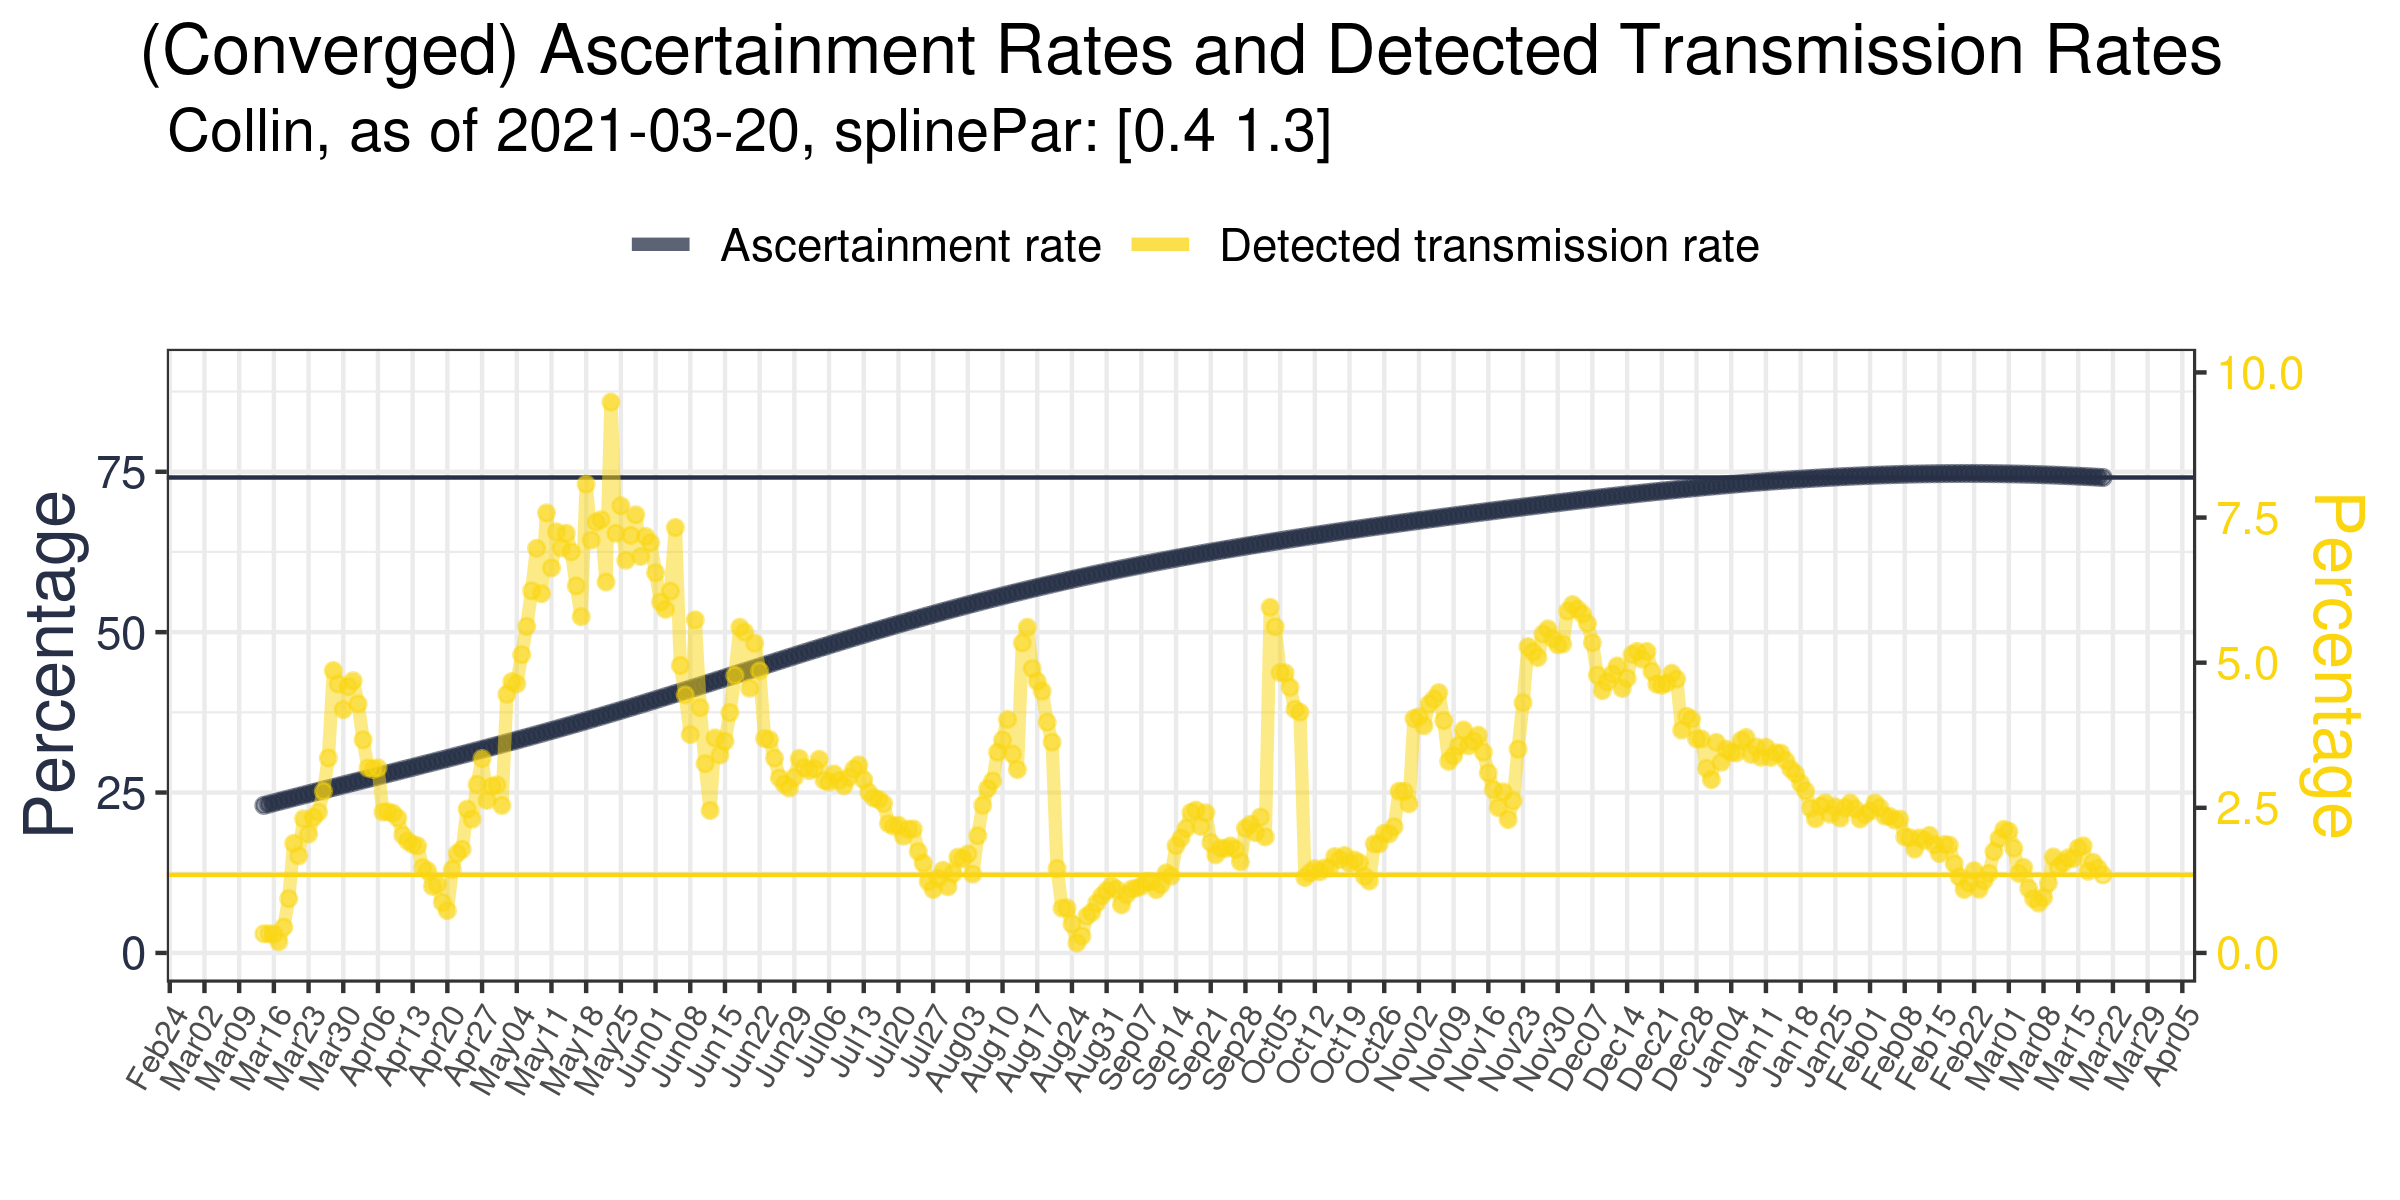 (Converged) Ascertainment Rates and Detected Transmission Rates
Collin, as of 2021-03-20, splinePar: [0.4 1.3]
Ascertainment rate
Detected transmission rate
Percentage
75
50
25
0
10.0
7.5
5.0
2.5
0.0
Percentage
Feb24
Mar02
Mar09
Mar16
Mar23
Mar30
Apr06
Apr13
Apr20
Apr27
May04
May11
May18
May25
Jun01
Jun08
Jun15
Jun22
Jun29
Jul06
Jul13
Jul20
Jul27
Aug03
Aug10
Aug17
Aug24
Aug31
Sep07
Sep14
Sep21
Sep28
Oct05
Oct12
Oct19
Oct26
Nov02
Nov09
Nov16
Nov23
Nov30
Dec07
Dec14
Dec21
Dec28
Jan04
Jan11
Jan18
Jan25
Feb01
Feb08
Feb15
Feb22
Mar01
Mar08
Mar15
Mar22
Mar29
Apr05